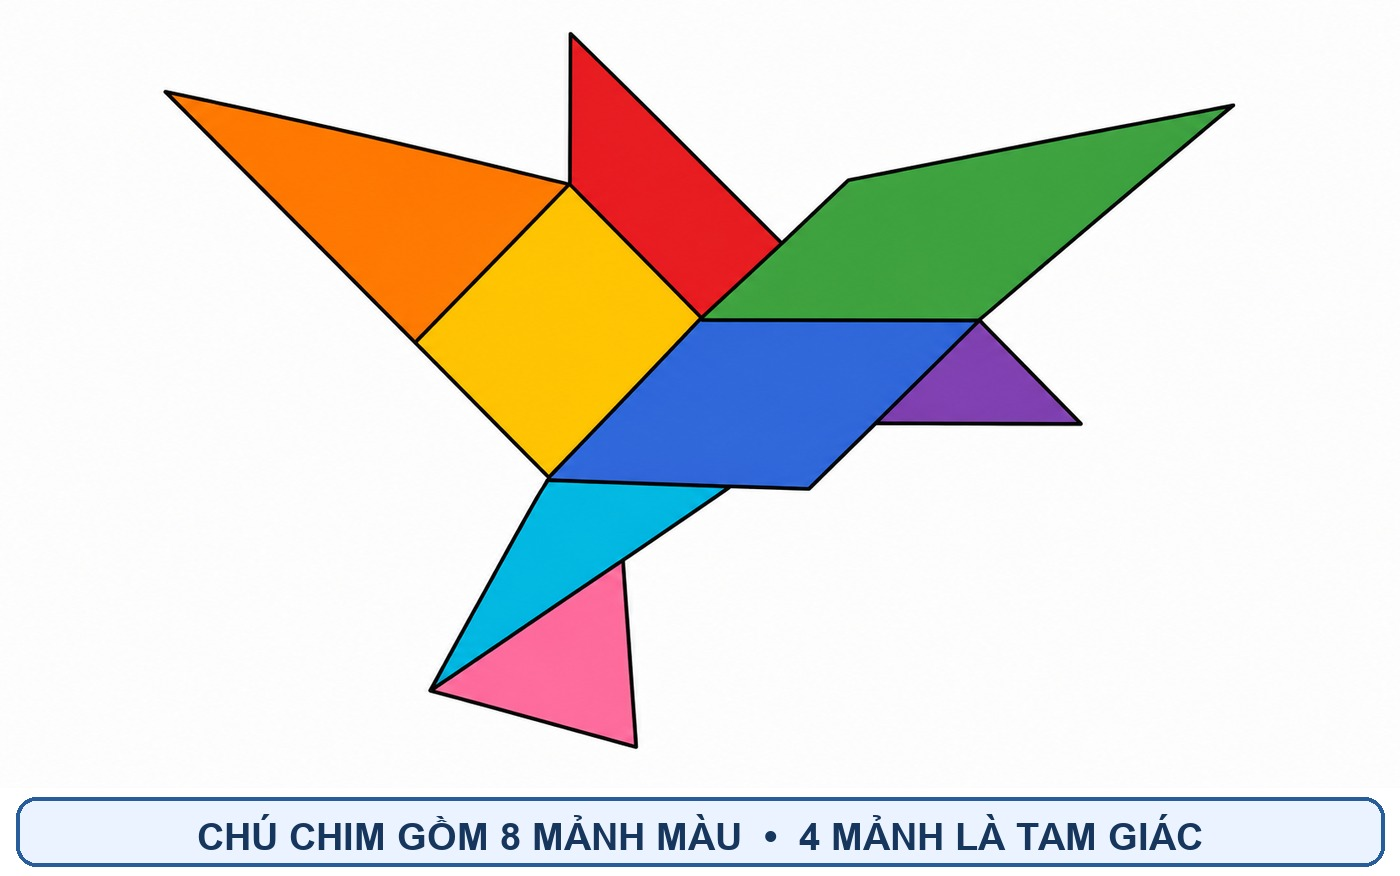 CHÚ CHIM GỒM 8 MẢNH MÀU • 4 MẢNH LÀ TAM GIÁC